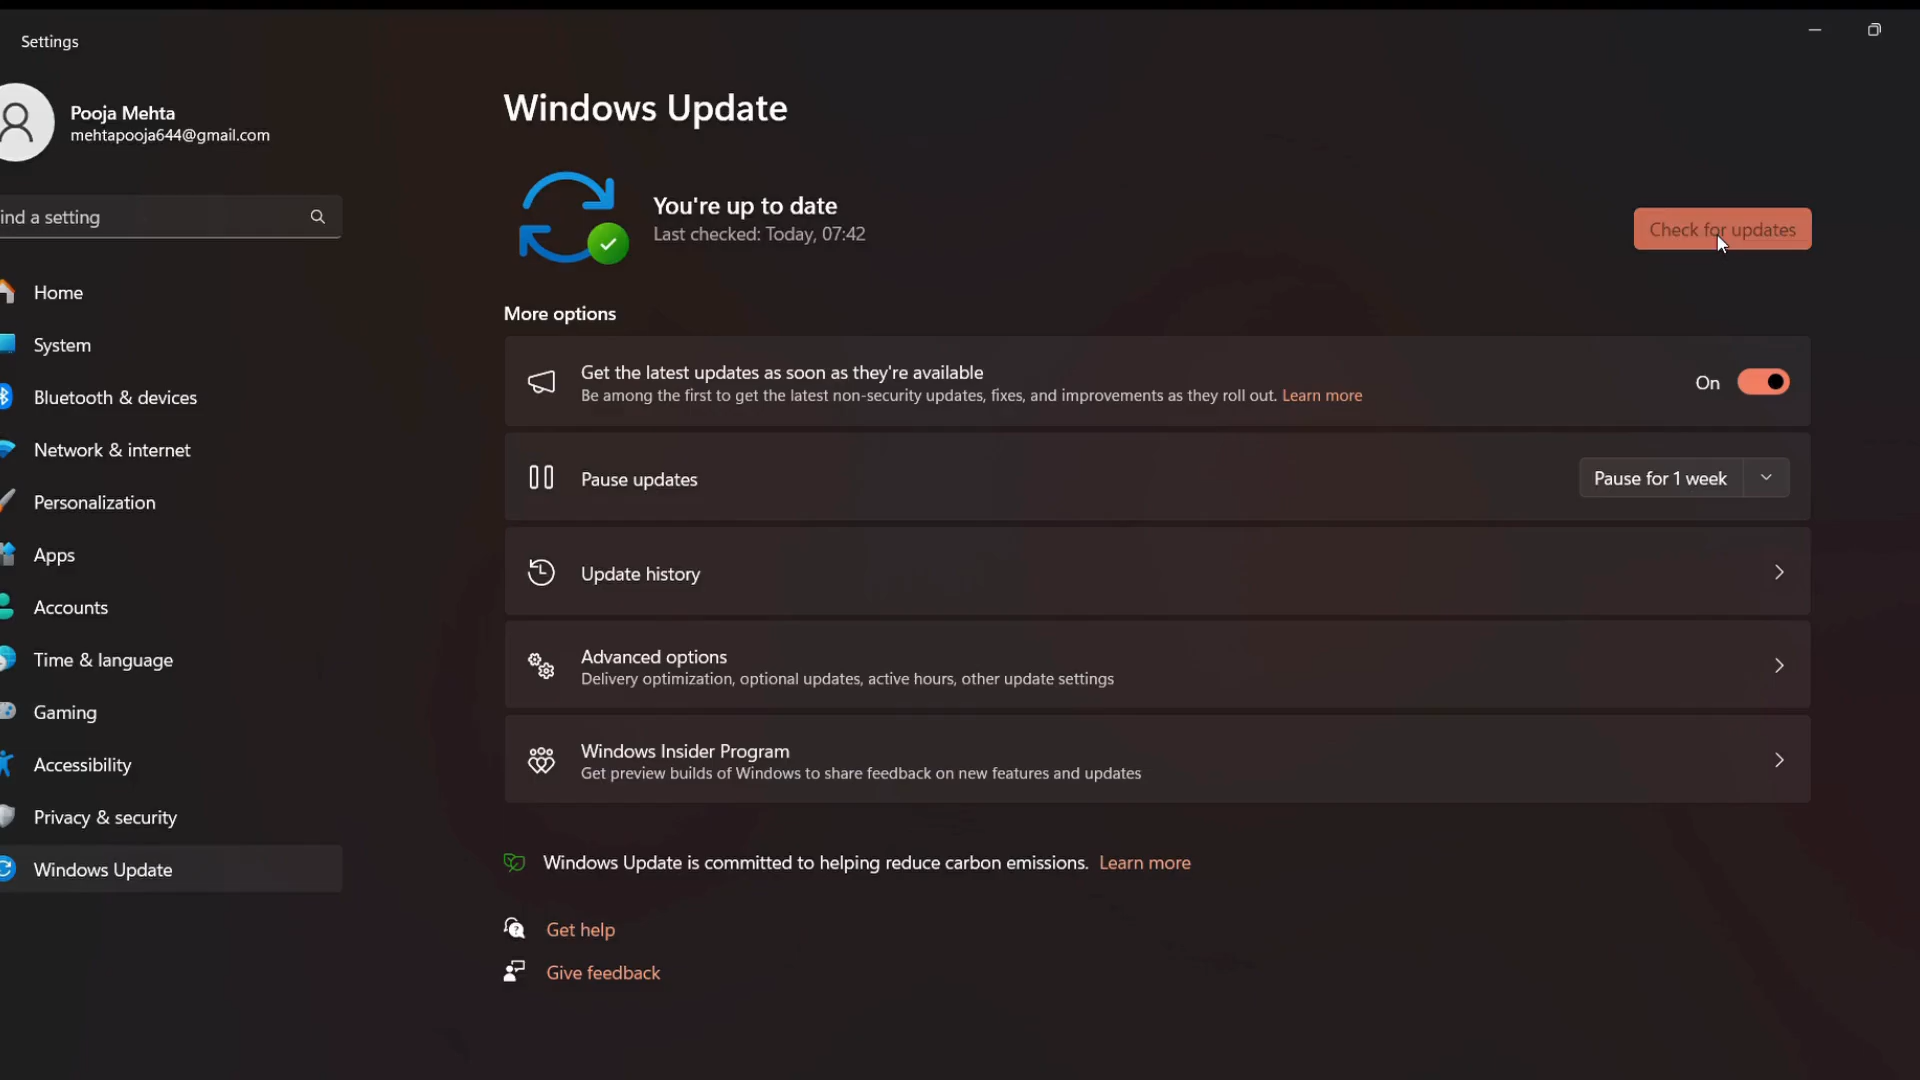 Settings
Pooja Mehta
mehtapooja644@gmail.com
ind a setting
Home
System
Bluetooth & devices
Network & internet
Personalization
Apps
Accounts
Time & language
Gaming
Accessibility
Privacy & security
Windows Update
Windows Update
You're up to date
Last checked: Today, 07:42
Check for updates
More options
Get the latest updates as soon as they're available
Be among the first to get the latest non-security updates, fixes, and improvements as they roll out. Learn more
On
Pause updates
Pause for 1 week
Update history
Advanced options
Delivery optimization, optional updates, active hours, other update settings
Windows Insider Program
Get preview builds of Windows to share feedback on new features and updates
Windows Update is committed to helping reduce carbon emissions. Learn more
Get help
Give feedback